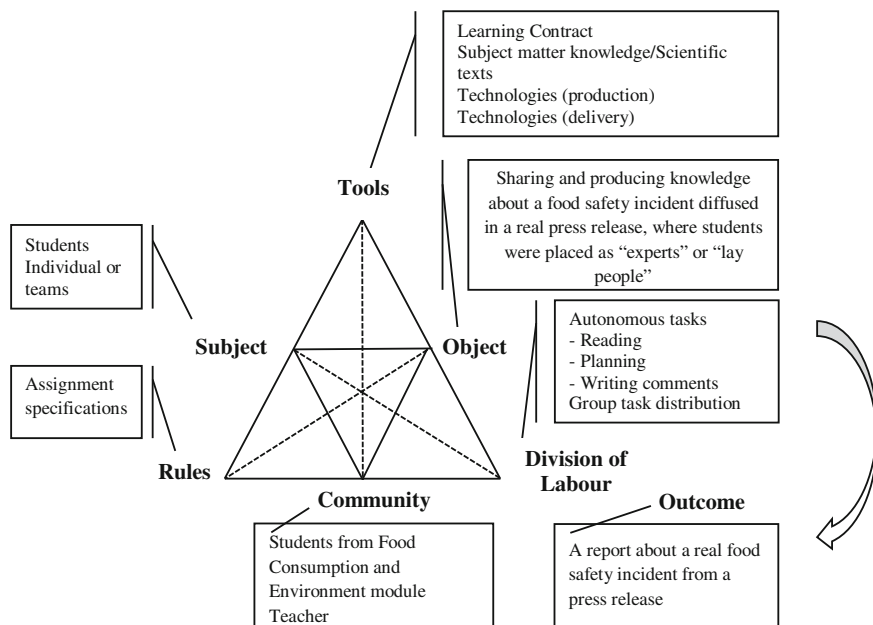 Learning Contract
Subject matter knowledge/Scientific
texts
Technologies (production)
Technologies (delivery)
Tools
Sharing and producing knowledge
about a food safety incident diffused
in a real press release, where students
were placed as “experts” or “lay
people”
Students
Individual or
teams
Subject
Object
Autonomous tasks
- Reading
- Planning
- Writing comments
Group task distribution
Assignment
specifications
Rules
Community
Division of
Labour
Outcome
Students from Food
Consumption and
Environment module
Teacher
A report about a real food
safety incident from a
press release